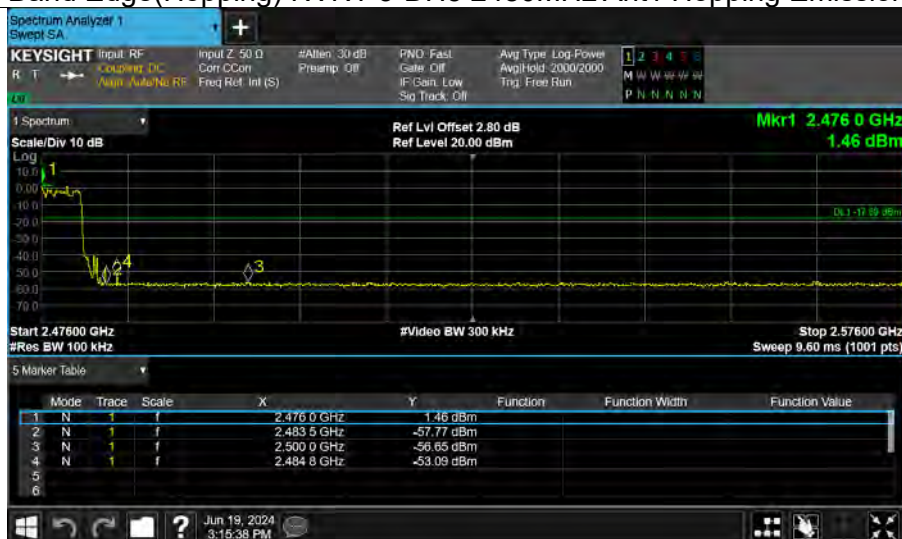 Spectrum Analyzer 1
Swept SA
+
KEYSIGHT Input: RF Input Z: 50 Ω #Atten: 30 dB PNO: Fast Avg Type: Log-Power 1 2 3 4 5 6
R T Coupling: DC Corr CCorr Preamp: Off Gate: Off Avg|Hold: 2000/2000 M W W W W W
Align: Auto/No RF Freq Ref: Int (S) IF Gain: Low Trig: Free Run
Sig Track: Off P N N N N N
1 Spectrum
Ref Lvl Offset 2.80 dB Mkr1 2.476 0 GHz
Scale/Div 10 dB Ref Level 20.00 dBm 1.46 dBm
Log
10.0 1
0.00
-10.0
DL1 -17.89 dBm
-20.0
-30.0
-40.0
2 4 3
-50.0
-60.0
-70.0
Start 2.47600 GHz #Video BW 300 kHz Stop 2.57600 GHz
#Res BW 100 kHz Sweep 9.60 ms (1001 pts)
5 Marker Table
Mode Trace Scale X Y Function Function Width Function Value
1 N 1 f 2.476 0 GHz 1.46 dBm
2 N 1 f 2.483 5 GHz -57.77 dBm
3 N 1 f 2.500 0 GHz -56.65 dBm
4 N 1 f 2.484 8 GHz -53.09 dBm
5
6
? Jun 19, 2024
3:15:38 PM